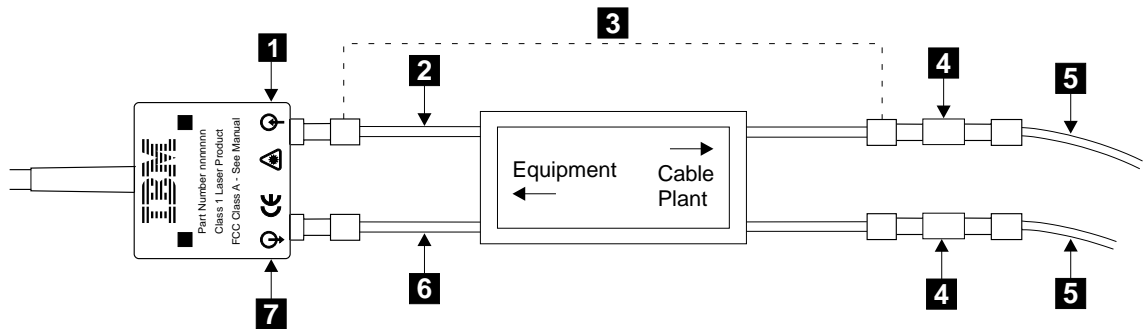 3
1
2
4
5
IBM
Part Number nnnnnn
Class 1 Laser Product
FCC Class A - See Manual
CE
Equipment
Cable
Plant
7
6
4
5